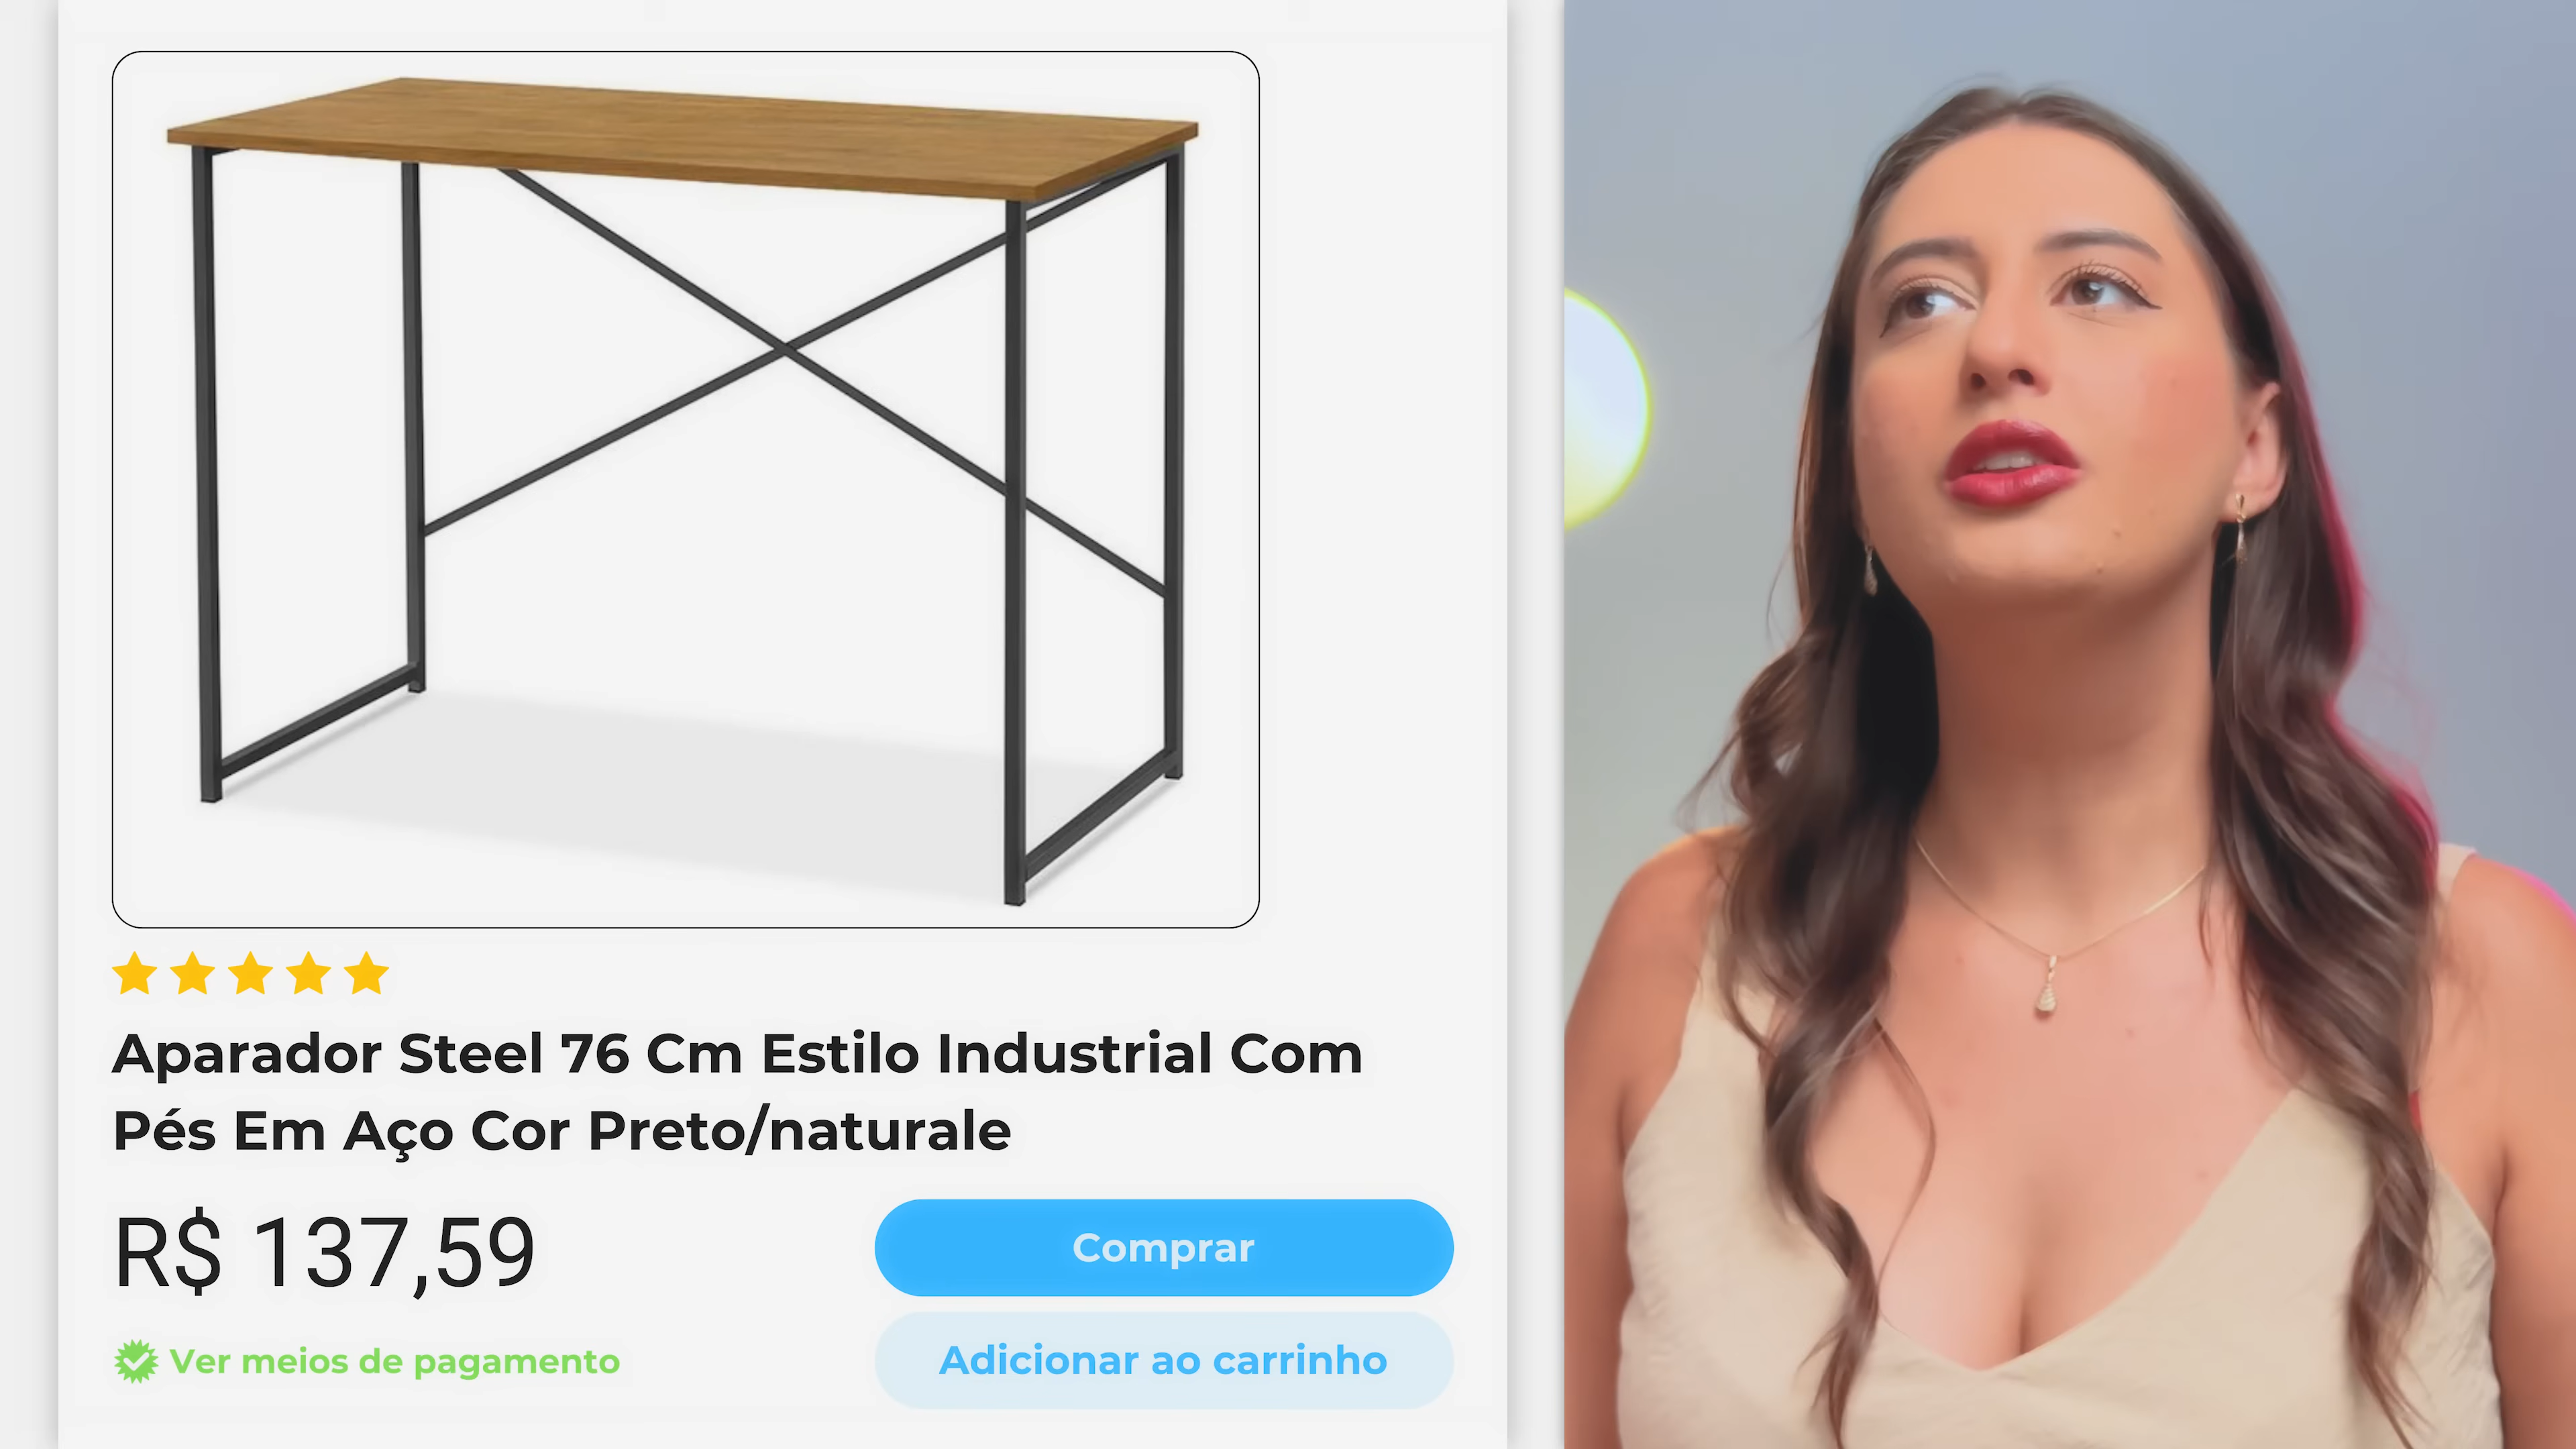 Aparador Steel 76 Cm Estilo Industrial Com
Pés Em Aço Cor Preto/naturale
R$ 137,59
Comprar
Ver meios de pagamento
Adicionar ao carrinho